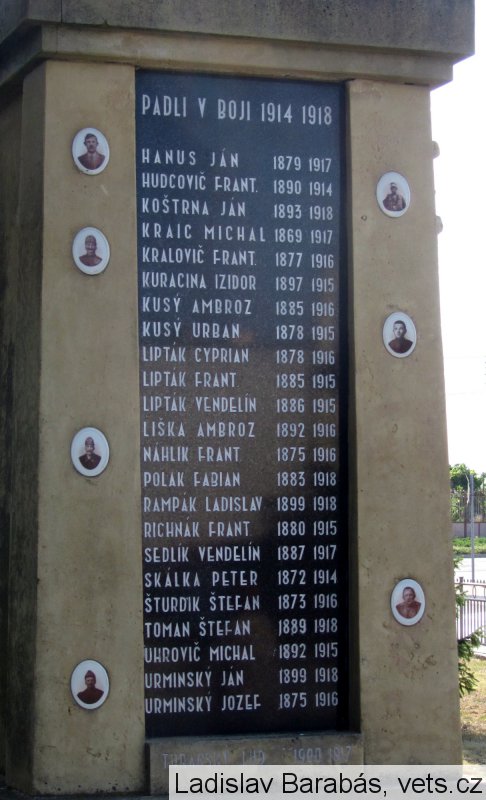 PADLI V BOJI 1914 1918
HANUS JÁN 1879 1917
HUDCOVIČ FRANT. 1890 1914
KOŠTRNA JÁN 1893 1918
KRAIC MICHAL 1869 1917
KRALOVIČ FRANT. 1877 1916
KURACINA IZIDOR 1897 1915
KUSÝ AMBROZ 1885 1916
KUSÝ URBAN 1878 1915
LIPTÁK CYPRIAN 1878 1916
LIPTÁK FRANT 1885 1915
LIPTÁK VENDELÍN 1886 1915
LIŠKA AMBROZ 1892 1916
NÁHLIK FRANT. 1875 1916
POLÁK FABIAN 1883 1918
RAMPÁK LADISLAV 1899 1918
RICHNÁK FRANT 1880 1915
SEDLÍK VENDELÍN 1887 1917
SKÁLKA PETER 1872 1914
ŠTURDÍK ŠTEFAN 1873 1916
TOMAN ŠTEFAN 1889 1918
UHROVIČ MICHAL 1892 1915
URMINSKÝ JÁN 1899 1918
URMINSKÝ JOZEF 1875 1916
1917
Ladislav Barabás, vets.cz